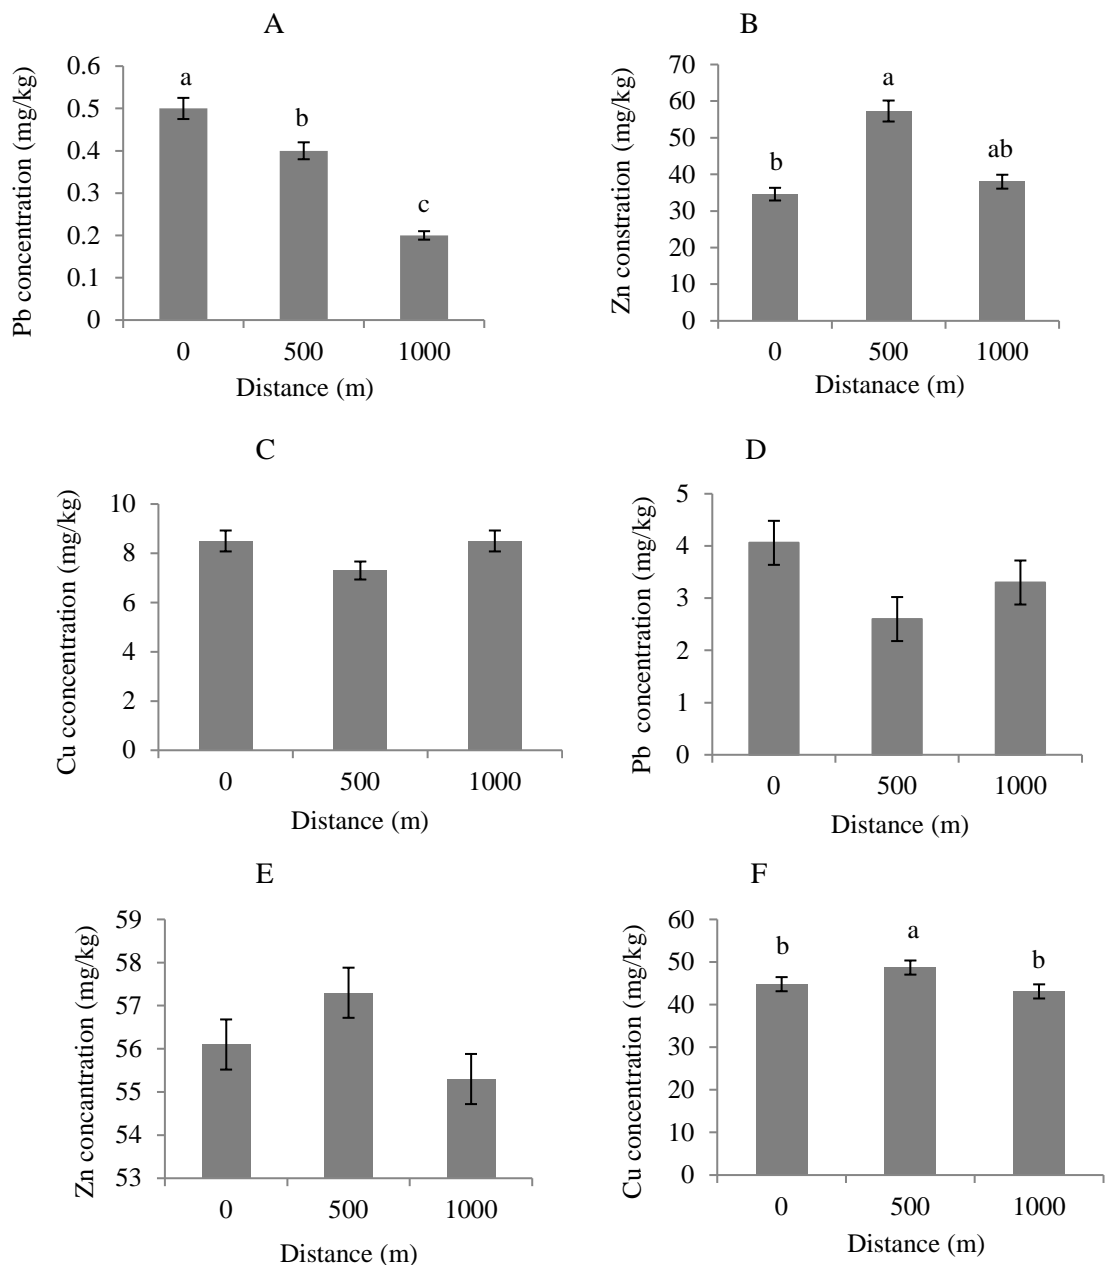 A
Pb concentration (mg/kg)
0.6
0.5
0.4
0.3
0.2
0.1
0
a
b
c
0 500 1000
Distance (m)
B
Zn constration (mg/kg)
70
60
50
40
30
20
10
0
b
a
ab
0 500 1000
Distanace (m)
C
Cu cconcentration (mg/kg)
10
8
6
4
2
0
0 500 1000
Distance (m)
D
Pb concentration (mg/kg)
5
4
3
2
1
0
0 500 1000
Distance (m)
E
Zn concantration (mg/kg)
59
58
57
56
55
54
53
0 500 1000
Distance (m)
F
Cu concentration (mg/kg)
60
50
40
30
20
10
0
b
a
b
0 500 1000
Distance (m)